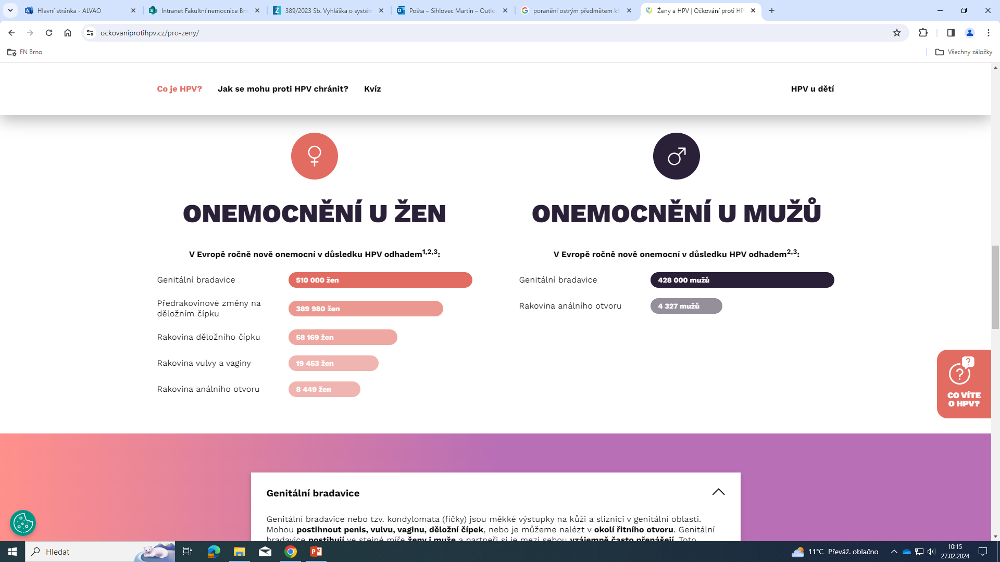 Hlavní stránka - ALVAO
Intranet Fakultní nemocnice Brn
389/2023 Sb. Vyhláška o systém
Pošta – Sihlovec Martin – Outlo
poranění ostrým předmětem kh
Ženy a HPV | Očkování proti HP
ockovaniprotihpv.cz/pro-zeny/
FN Brno
Všechny záložky
Co je HPV? Jak se mohu proti HPV chránit? Kvíz HPV u dětí
ONEMOCNĚNÍ U ŽEN
V Evropě ročně nově onemocní v důsledku HPV odhadem1,2,3:
Genitální bradavice 510 000 žen
Předrakovinové změny na
děložním čípku 389 980 žen
Rakovina děložního čípku 58 169 žen
Rakovina vulvy a vaginy 19 453 žen
Rakovina análního otvoru 8 449 žen
ONEMOCNĚNÍ U MUŽŮ
V Evropě ročně nově onemocní v důsledku HPV odhadem2,3:
Genitální bradavice 428 000 mužů
Rakovina análního otvoru 4 327 mužů
CO VÍTE
O HPV?
Genitální bradavice
Genitální bradavice nebo tzv. kondylomata (fíčky) jsou měkké výstupky na kůži a sliznici v genitální oblasti.
Mohou postihnout penis, vulvu, vaginu, děložní čípek, nebo je můžeme nalézt v okolí řitního otvoru. Genitální
bradavice postihují ve stejné míře ženy i muže a partneři si je mezi sebou vzájemně často přenášejí. Toto
Hledat
11°C Převáž. oblačno
10:15
27.02.2024